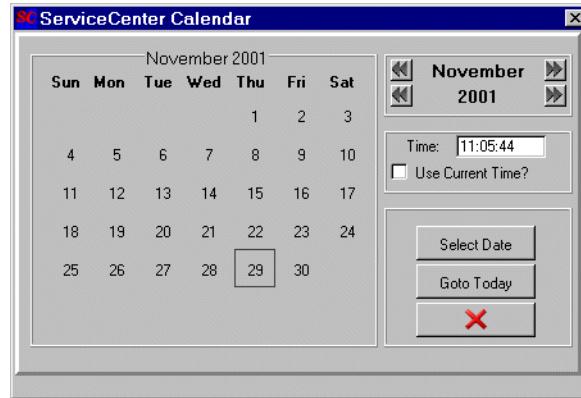 SC ServiceCenter Calendar
November 2001
Sun Mon Tue Wed Thu Fri Sat
1 2 3
4 5 6 7 8 9 10
11 12 13 14 15 16 17
18 19 20 21 22 23 24
25 26 27 28 29 30
November
2001
Time: 11:05:44
Use Current Time?
Select Date
Goto Today